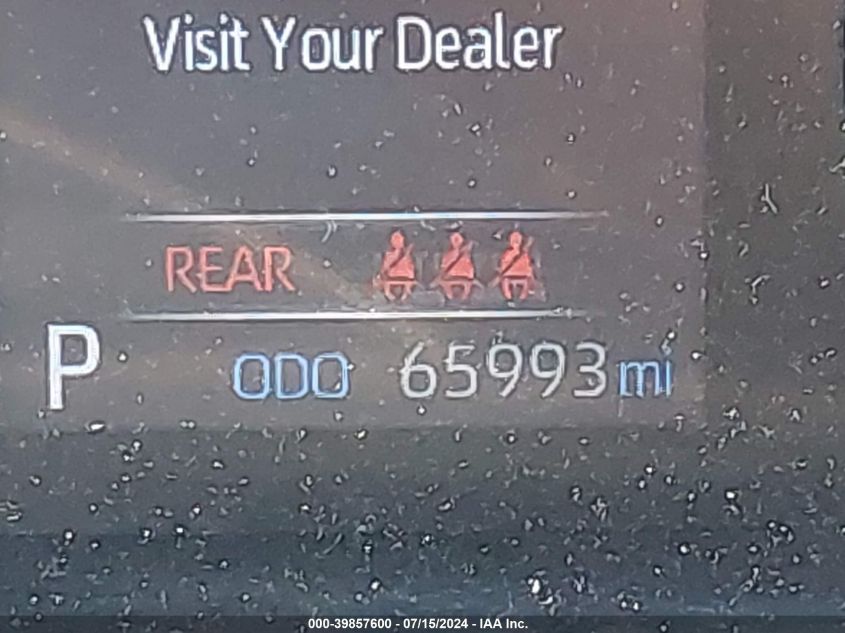 Visit Your Dealer
REAR
P ODO 65993 mi
000-39857600 - 07/15/2024 - IAA Inc.